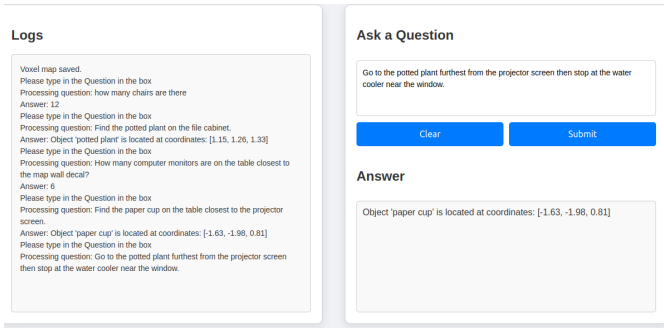 Logs
Voxel map saved.
Please type in the Question in the box
Processing question: how many chairs are there
Answer: 12
Please type in the Question in the box
Processing question: Find the potted plant on the file cabinet.
Answer: Object 'potted plant' is located at coordinates: [1.15, 1.26, 1.33]
Please type in the Question in the box
Processing question: How many computer monitors are on the table closest to
the map wall decal?
Answer: 6
Please type in the Question in the box
Processing question: Find the paper cup on the table closest to the projector
screen.
Answer: Object 'paper cup' is located at coordinates: [-1.63, -1.98, 0.81]
Please type in the Question in the box
Processing question: Go to the potted plant furthest from the projector screen
then stop at the water cooler near the window.
Ask a Question
Go to the potted plant furthest from the projector screen then stop at the water
cooler near the window.
Clear
Submit
Answer
Object 'paper cup' is located at coordinates: [-1.63, -1.98, 0.81]